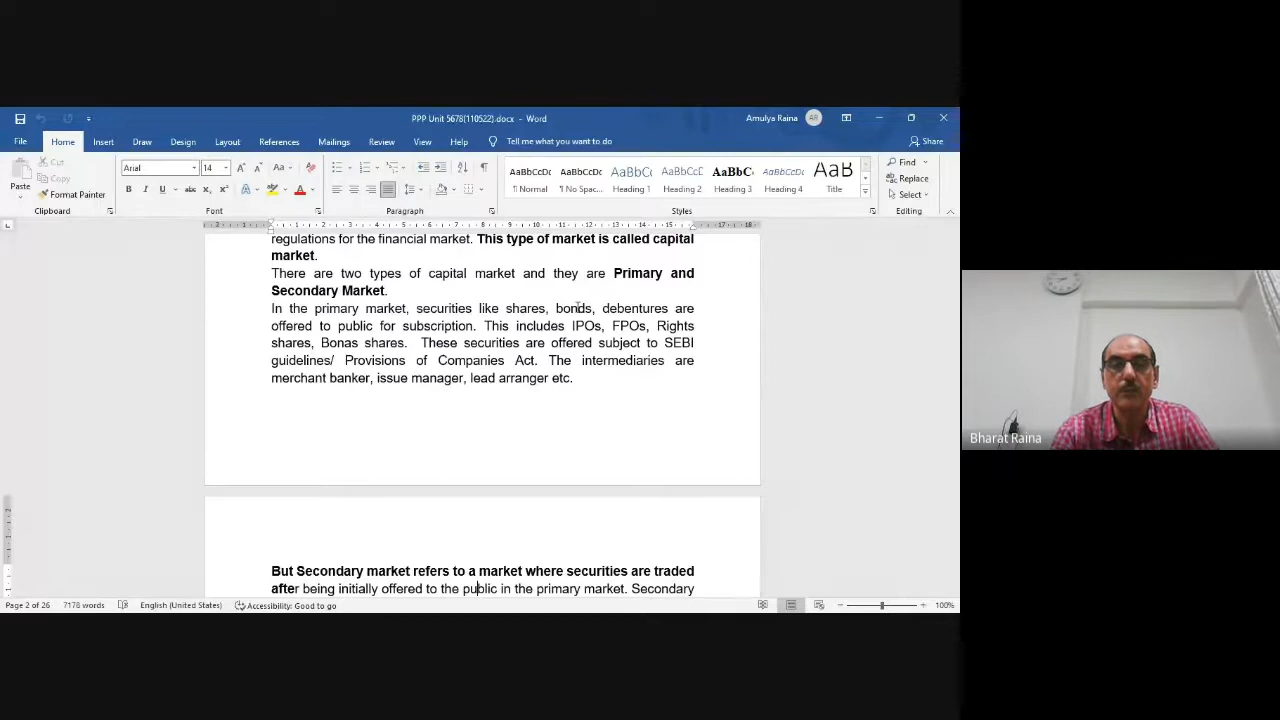 PPP Unit 5678(110522).docx - Word
Amulya Raina
AR
File Home Insert Draw Design Layout References Mailings Review View Help Tell me what you want to do
Share
Paste
Cut
Copy
Format Painter
Clipboard
Arial 14
Font
Paragraph
AaBbCcDc AaBbCcDc AaBbC( AaBbCcC AaBbC( AaBbCcDc AaB
¶ Normal ¶ No Spac... Heading 1 Heading 2 Heading 3 Heading 4 Title
Styles
Find
Replace
Select
Editing
regulations for the financial market. This type of market is called capital
market.
There are two types of capital market and they are Primary and
Secondary Market.
In the primary market, securities like shares, bonds, debentures are
offered to public for subscription. This includes IPOs, FPOs, Rights
shares, Bonas shares. These securities are offered subject to SEBI
guidelines/ Provisions of Companies Act. The intermediaries are
merchant banker, issue manager, lead arranger etc.
But Secondary market refers to a market where securities are traded
after being initially offered to the public in the primary market. Secondary
Page 2 of 26 7178 words English (United States) Accessibility: Good to go 100%
Bharat Raina